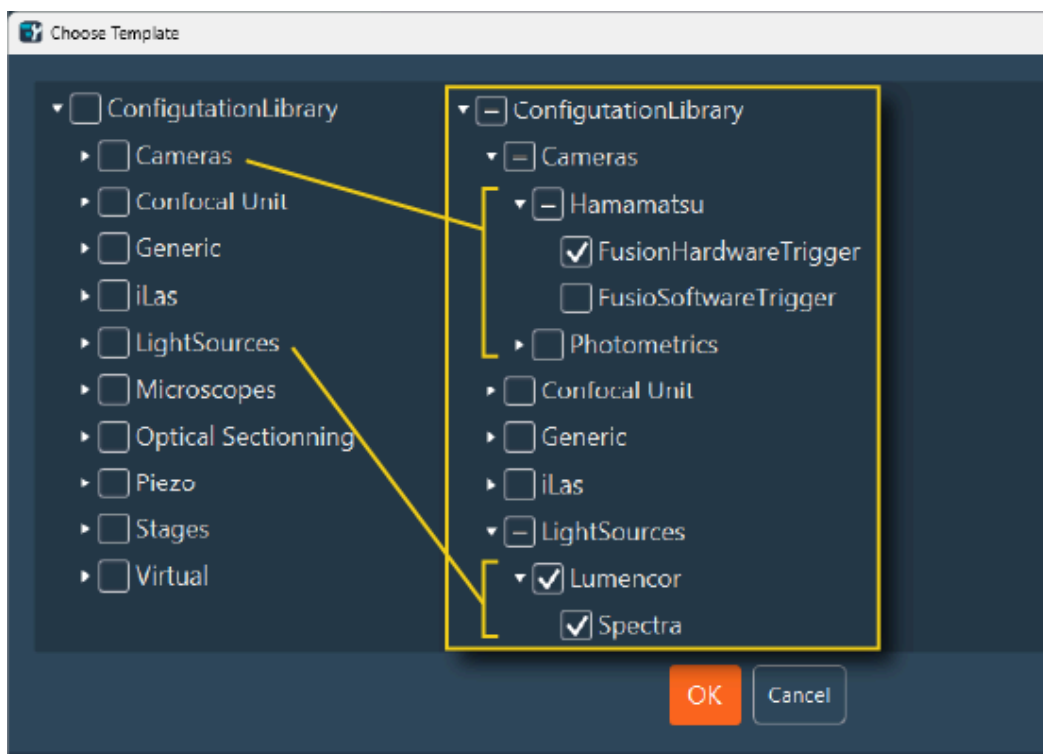 Choose Template
ConfigutationLibrary
Cameras
Confocal Unit
Generic
iLas
LightSources
Microscopes
Optical Sectionning
Piezo
Stages
Virtual
ConfigutationLibrary
Cameras
Hamamatsu
FusionHardwareTrigger
FusioSoftwareTrigger
Photometrics
Confocal Unit
Generic
iLas
LightSources
Lumencor
Spectra
OK
Cancel